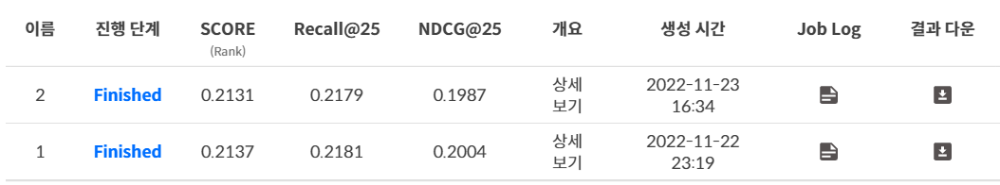 이름 진행 단계 SCORE Recall@25 NDCG@25 개요 생성 시간 Job Log 결과 다운
(Rank)
2 Finished 0.2131 0.2179 0.1987 상세 보기 2022-11-23 16:34
1 Finished 0.2137 0.2181 0.2004 상세 보기 2022-11-22 23:19